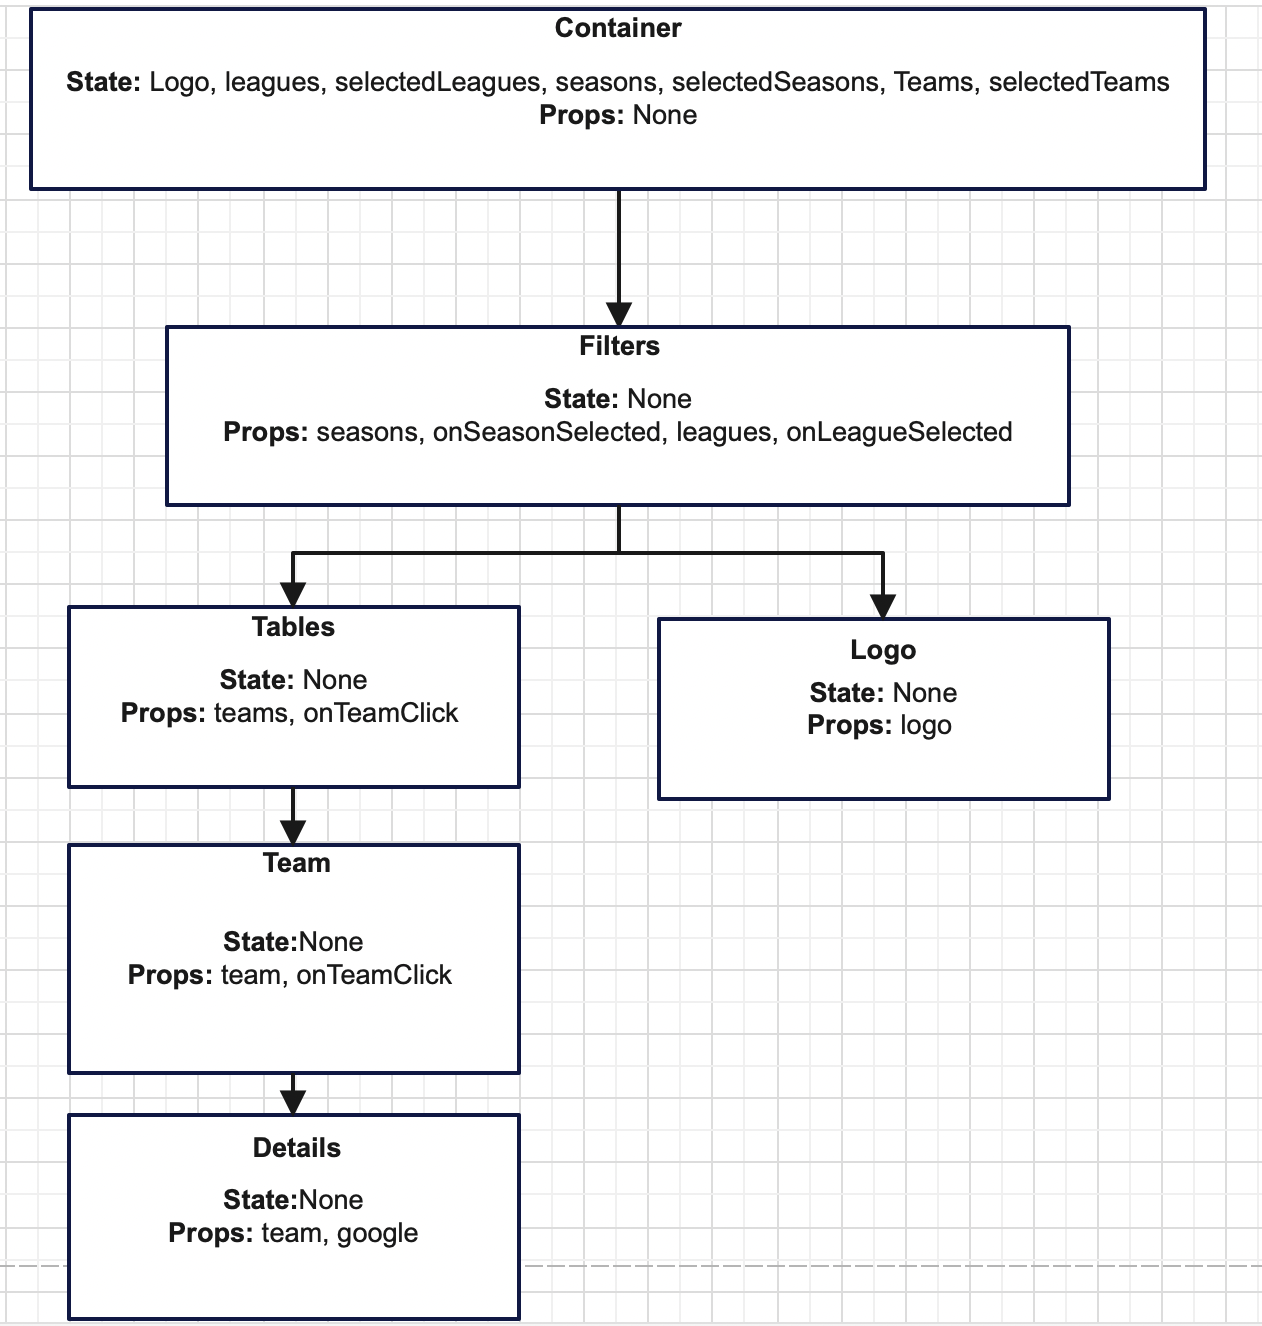 Container
State: Logo, leagues, selectedLeagues, seasons, selectedSeasons, Teams, selectedTeams
Props: None
Filters
State: None
Props: seasons, onSeasonSelected, leagues, onLeagueSelected
Tables
State: None
Props: teams, onTeamClick
Logo
State: None
Props: logo
Team
State:None
Props: team, onTeamClick
Details
State:None
Props: team, google